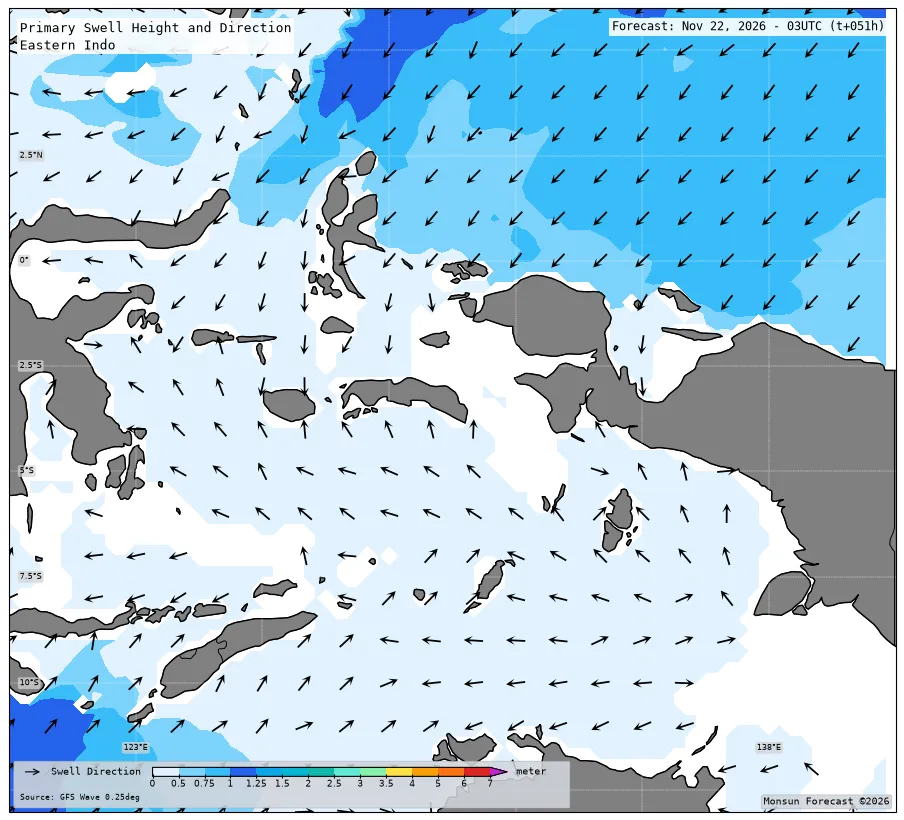 Primary Swell Height and Direction
Eastern Indo
Forecast: Nov 22, 2026 - 03UTC (t+051h)
2.5°N
0°
2.5°S
5°S
7.5°S
10°S
123°E
138°E
Swell Direction
meter
0 0.5 0.75 1 1.25 1.5 1.75 2 2.5 3 3.5 4 5 6 7
Source: GFS Wave 0.25deg
Monsun Forecast ©2026